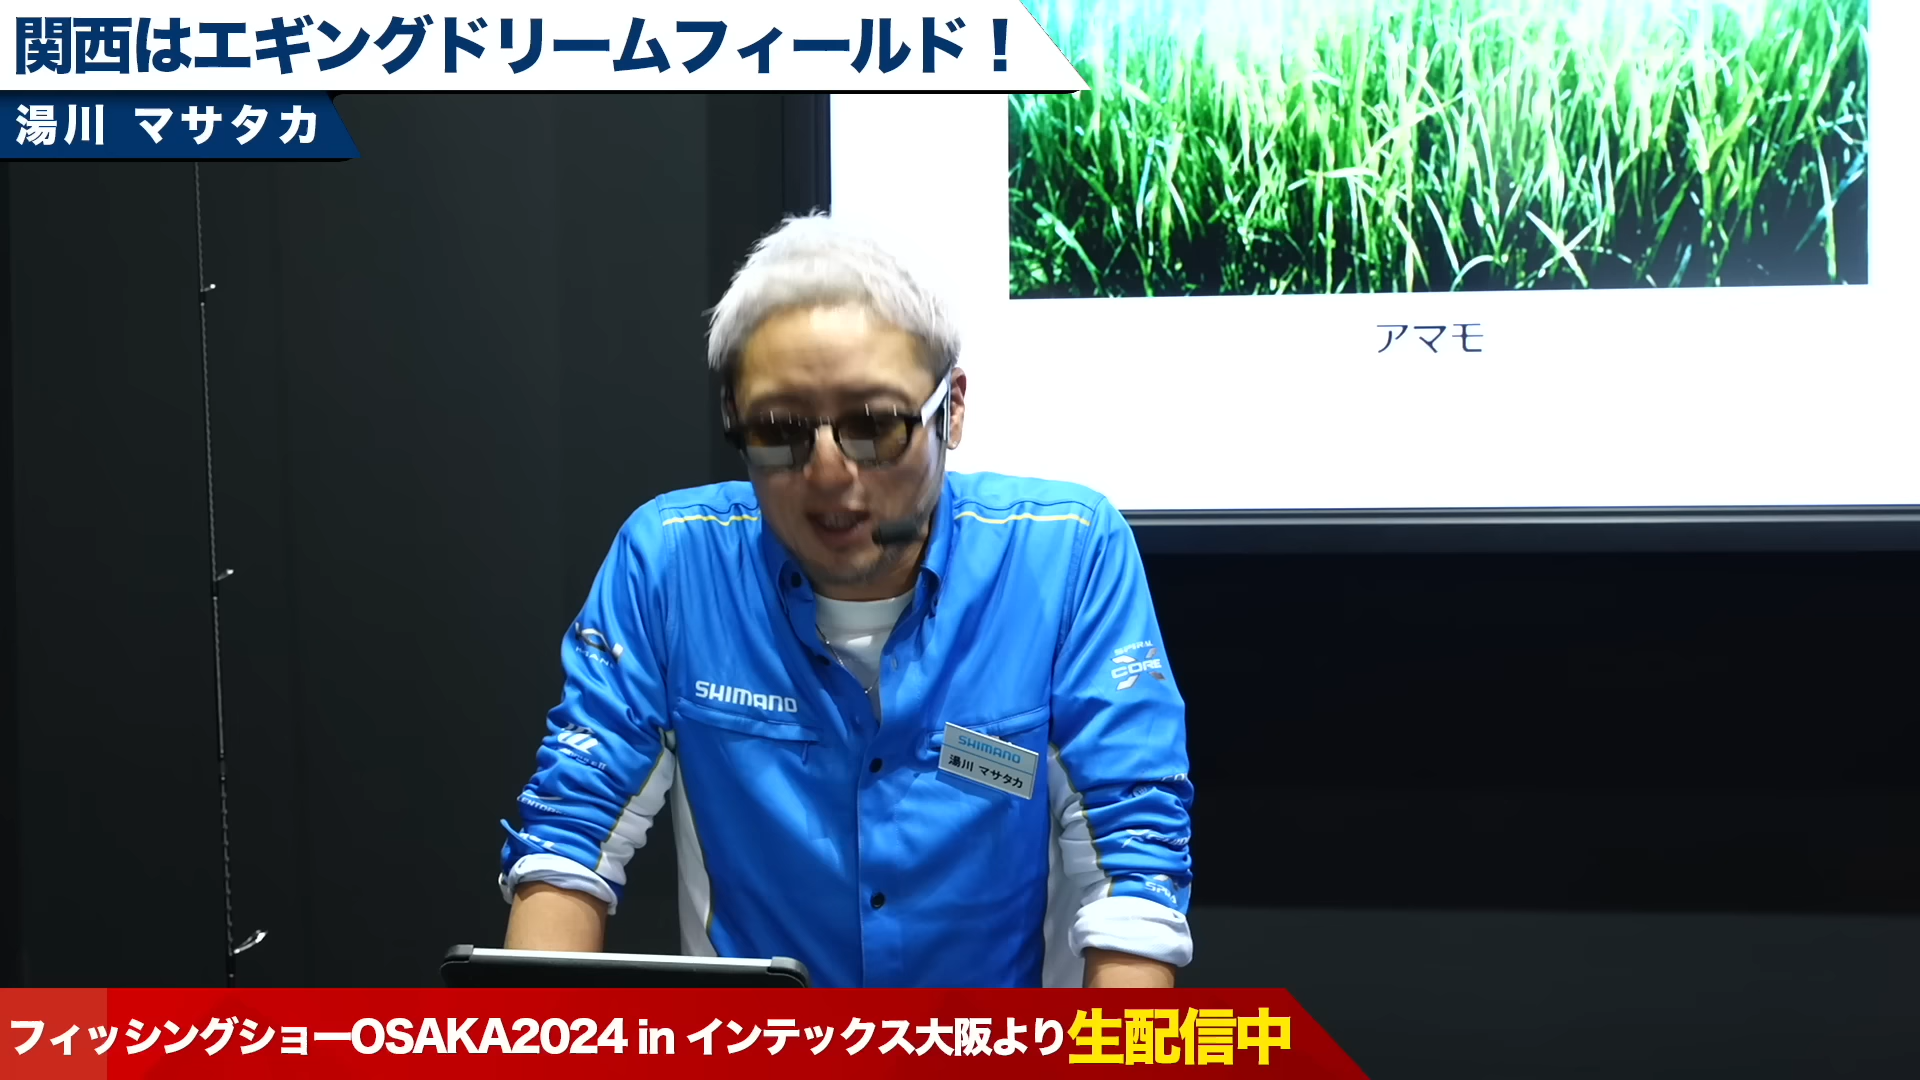 関西はエギングドリームフィールド！
湯川 マサタカ
アマモ
SHIMANO
SPIRAL
X
CORE
SHIMANO
湯川 マサタカ
フィッシングショーOSAKA2024 in インテックス大阪より生配信中